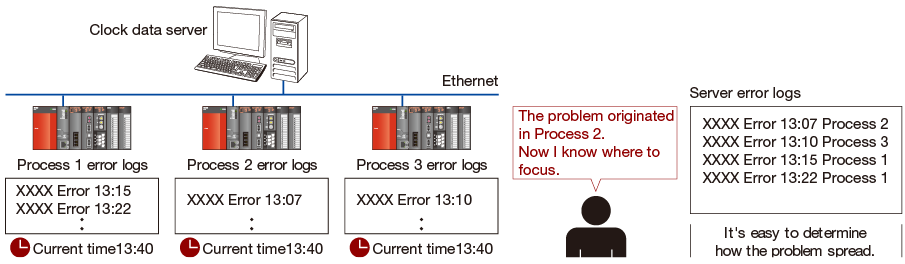 Clock data server
Ethernet
Process 1 error logs
XXXX Error 13:15
XXXX Error 13:22
Current time13:40
Process 2 error logs
XXXX Error 13:07
Current time13:40
Process 3 error logs
XXXX Error 13:10
Current time13:40
The problem originated
in Process 2.
Now I know where to
focus.
Server error logs
XXXX Error 13:07 Process 2
XXXX Error 13:10 Process 3
XXXX Error 13:15 Process 1
XXXX Error 13:22 Process 1
It's easy to determine
how the problem spread.